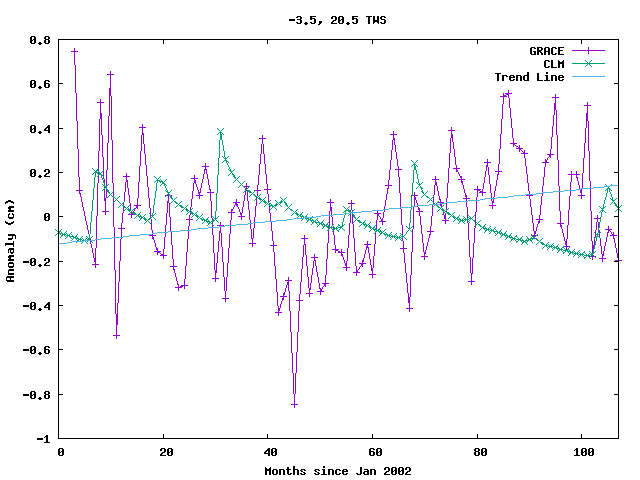 -3.5, 20.5 TWS
0.8
0.6
0.4
0.2
0
-0.2
-0.4
-0.6
-0.8
-1
Anomaly (cm)
GRACE
CLM
Trend Line
0 20 40 60 80 100
Months since Jan 2002